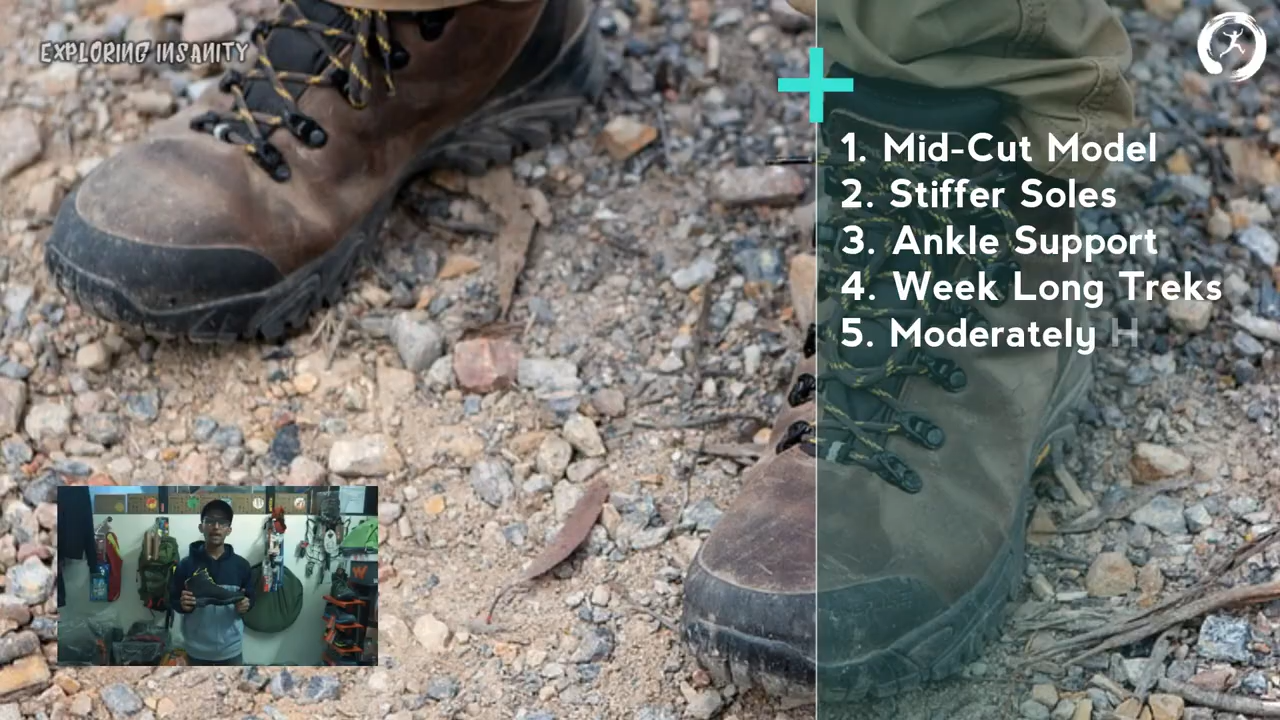 EXPLORING INSANITY
1. Mid-Cut Model
2. Stiffer Soles
3. Ankle Support
4. Week Long Treks
5. Moderately H